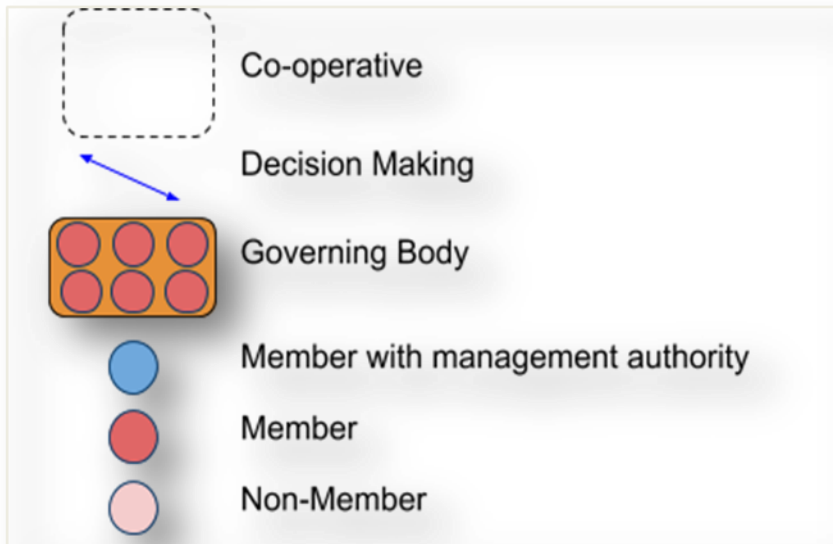 Co-operative
Decision Making
Governing Body
Member with management authority
Member
Non-Member